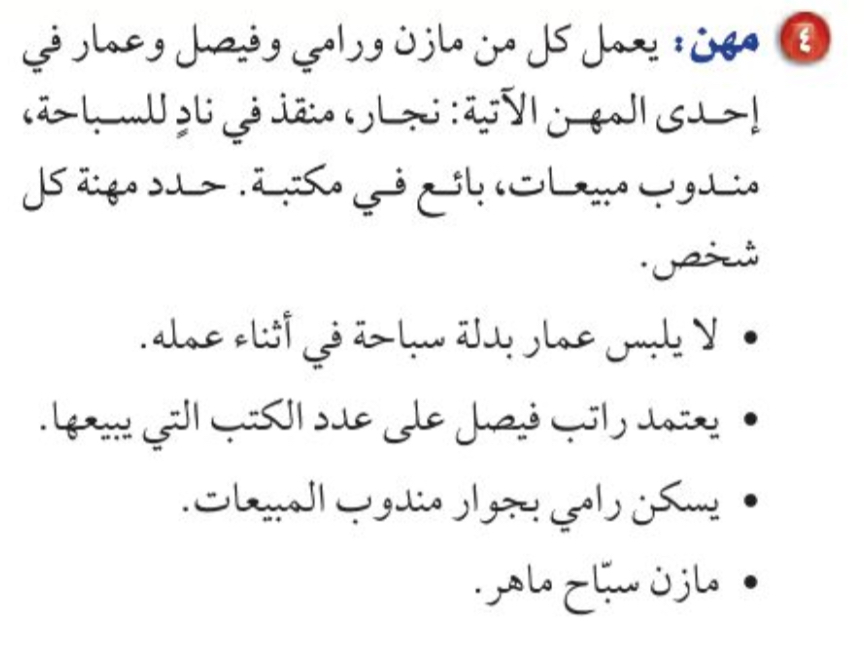 ٤ مهن: يعمل كل من مازن ورامي وفيصل وعمار في
إحدى المهن الآتية: نجار، منقذ في نادٍ للسباحة،
مندوب مبيعات، بائع في مكتبة. حدد مهنة كل
شخص.
• لا يلبس عمار بدلة سباحة في أثناء عمله.
• يعتمد راتب فيصل على عدد الكتب التي يبيعها.
• يسكن رامي بجوار مندوب المبيعات.
• مازن سبّاح ماهر.